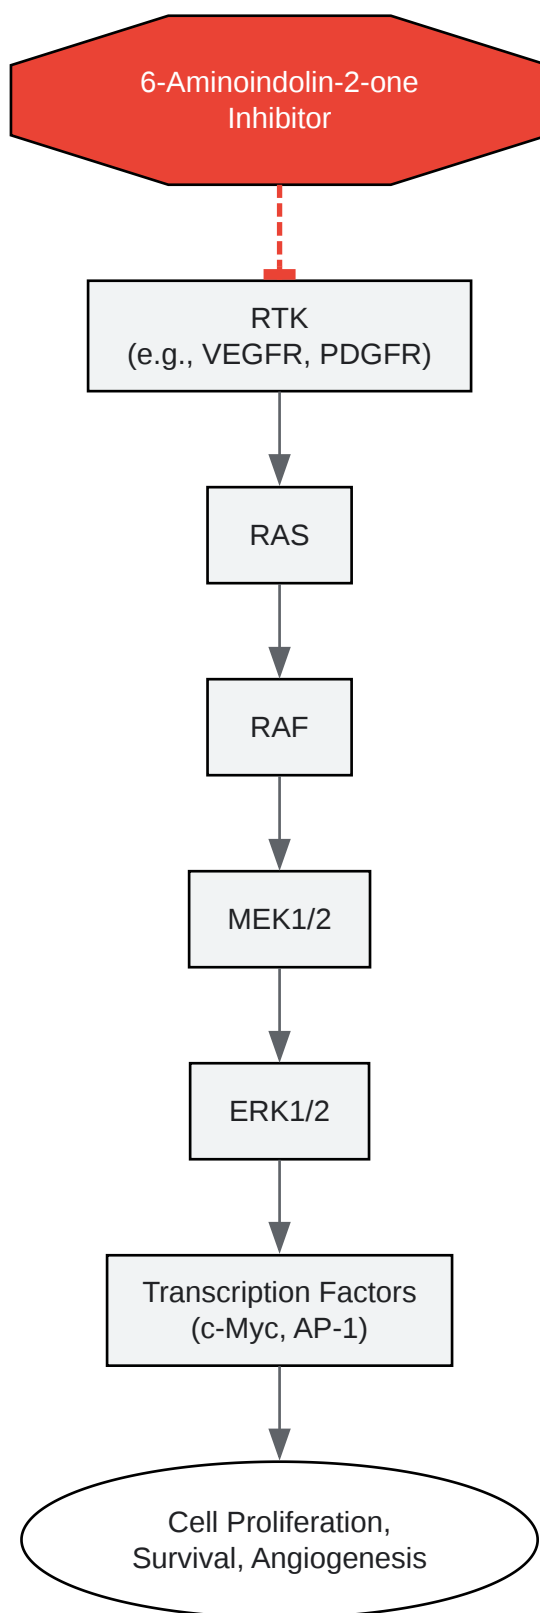 6-Aminoindolin-2-one
Inhibitor
RTK
(e.g., VEGFR, PDGFR)
RAS
RAF
MEK1/2
ERK1/2
Transcription Factors
(c-Myc, AP-1)
Cell Proliferation,
Survival, Angiogenesis